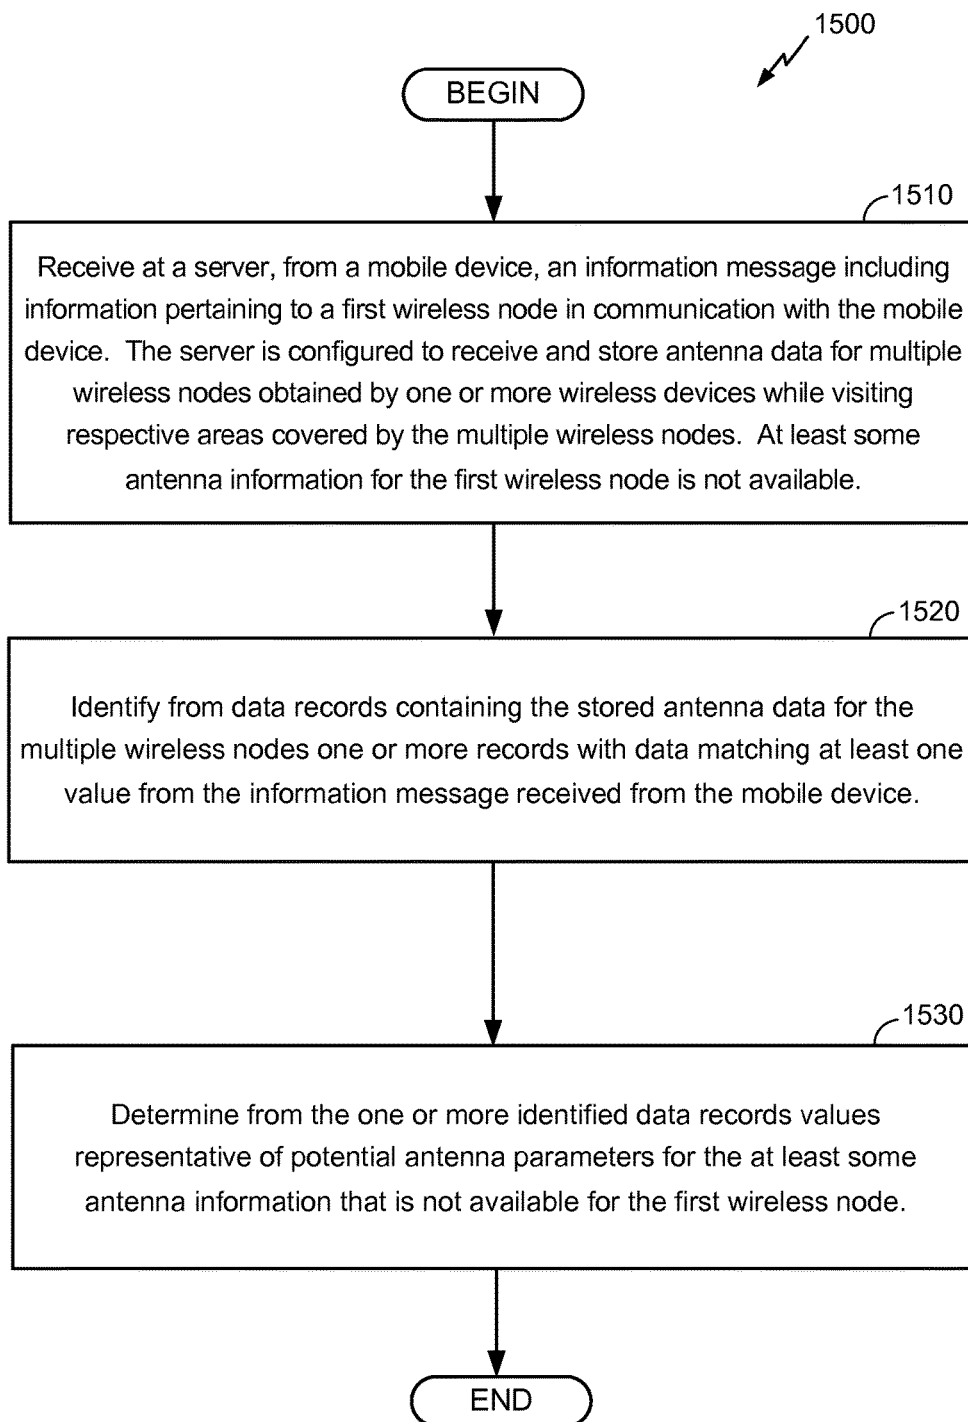 1500
BEGIN
1510
Receive at a server, from a mobile device, an information message including
information pertaining to a first wireless node in communication with the mobile
device. The server is configured to receive and store antenna data for multiple
wireless nodes obtained by one or more wireless devices while visiting
respective areas covered by the multiple wireless nodes. At least some
antenna information for the first wireless node is not available.
1520
Identify from data records containing the stored antenna data for the
multiple wireless nodes one or more records with data matching at least one
value from the information message received from the mobile device.
1530
Determine from the one or more identified data records values
representative of potential antenna parameters for the at least some
antenna information that is not available for the first wireless node.
END